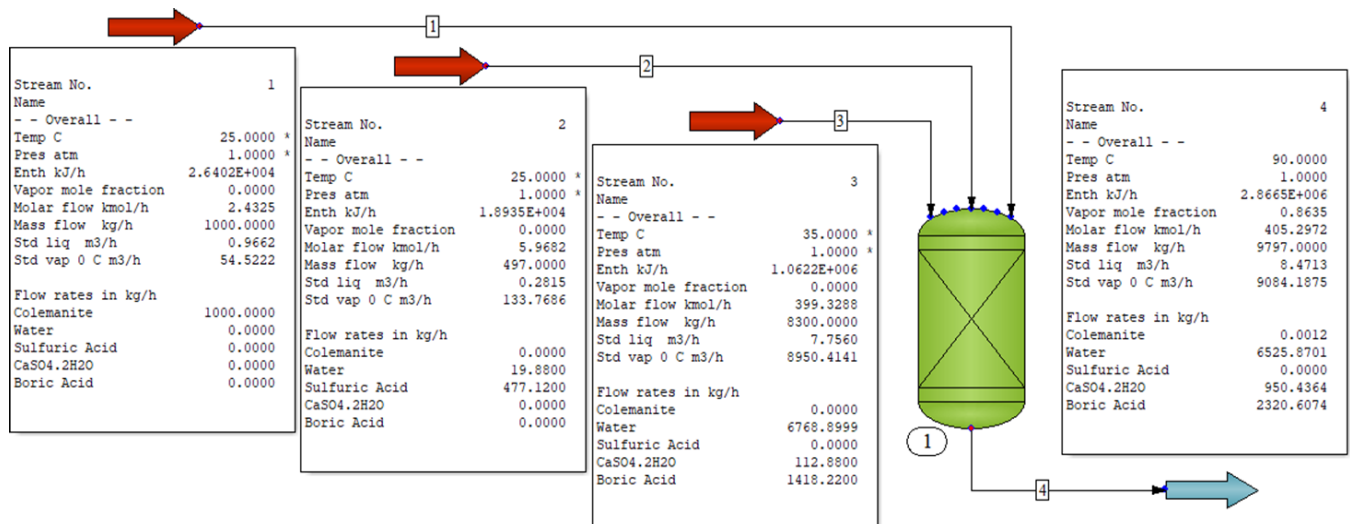 1
2
3
Stream No. 1
Name
- - Overall - -
Temp C 25.0000 *
Pres atm 1.0000 *
Enth kJ/h 2.6402E+004
Vapor mole fraction 0.0000
Molar flow kmol/h 2.4325
Mass flow kg/h 1000.0000
Std liq m3/h 0.9662
Std vap 0 C m3/h 54.5222
Flow rates in kg/h
Colemanite 1000.0000
Water 0.0000
Sulfuric Acid 0.0000
CaSO4.2H2O 0.0000
Boric Acid 0.0000
Stream No. 2
Name
- - Overall - -
Temp C 25.0000 *
Pres atm 1.0000 *
Enth kJ/h 1.8935E+004
Vapor mole fraction 0.0000
Molar flow kmol/h 5.9682
Mass flow kg/h 497.0000
Std liq m3/h 0.2815
Std vap 0 C m3/h 133.7686
Flow rates in kg/h
Colemanite 0.0000
Water 19.8800
Sulfuric Acid 477.1200
CaSO4.2H2O 0.0000
Boric Acid 0.0000
Stream No. 3
Name
- - Overall - -
Temp C 35.0000 *
Pres atm 1.0000 *
Enth kJ/h 1.0622E+006
Vapor mole fraction 0.0000
Molar flow kmol/h 399.3288
Mass flow kg/h 8300.0000
Std liq m3/h 7.7560
Std vap 0 C m3/h 8950.4141
Flow rates in kg/h
Colemanite 0.0000
Water 6768.8999
Sulfuric Acid 0.0000
CaSO4.2H2O 112.8800
Boric Acid 1418.2200
1
Stream No. 4
Name
- - Overall - -
Temp C 90.0000
Pres atm 1.0000
Enth kJ/h 2.8665E+006
Vapor mole fraction 0.8635
Molar flow kmol/h 405.2972
Mass flow kg/h 9797.0000
Std liq m3/h 8.4713
Std vap 0 C m3/h 9084.1875
Flow rates in kg/h
Colemanite 0.0012
Water 6525.8701
Sulfuric Acid 0.0000
CaSO4.2H2O 950.4364
Boric Acid 2320.6074
4